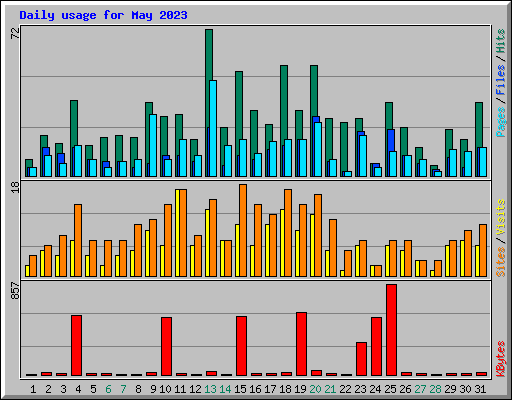 Daily usage for May 2023
72
Pages / Files / Hits
18
Sites / Visits
857
KBytes
1 2 3 4 5 6 7 8 9 10 11 12 13 14 15 16 17 18 19 20 21 22 23 24 25 26 27 28 29 30 31